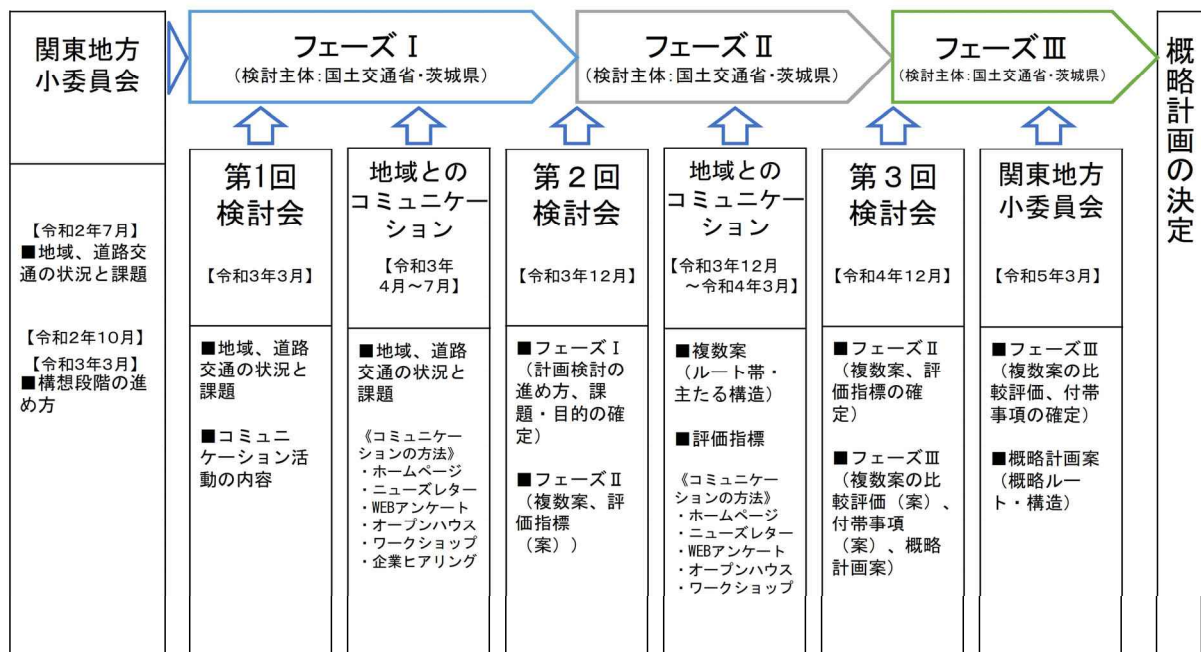 関東地方
小委員会
【令和2年7月】
■地域、道路交
通の状況と課題
【令和2年10月】
【令和3年3月】
■構想段階の進
め方
フェーズⅠ
（検討主体：国土交通省・茨城県）
フェーズⅡ
（検討主体：国土交通省・茨城県）
フェーズⅢ
（検討主体：国土交通省・茨城県）
第1回
検討会
【令和3年3月】
■地域、道路
交通の状況と
課題
■コミュニ
ケーション活
動の内容
地域との
コミュニケー
ション
【令和3年
4月～7月】
■地域、道路
交通の状況と
課題
《コミュニケー
ションの方法》
・ホームページ
・ニューズレター
・WEBアンケート
・オープンハウス
・ワークショップ
・企業ヒアリング
第２回
検討会
【令和3年12月】
■フェーズⅠ
（計画検討の
進め方、課
題・目的の確
定）
■フェーズⅡ
（複数案、評
価指標
（案））
地域との
コミュニケー
ション
【令和3年12月
～令和4年3月】
■複数案
（ルート帯・
主たる構造）
■評価指標
《コミュニケー
ションの方法》
・ホームページ
・ニューズレター
・WEBアンケート
・オープンハウス
・ワークショップ
第３回
検討会
【令和4年12月】
■フェーズⅡ
（複数案、評
価指標の確
定）
■フェーズⅢ
（複数案の比
較評価（案）、
付帯事項
（案）、概略
計画案）
関東地方
小委員会
【令和5年3月】
■フェーズⅢ
（複数案の比
較評価、付帯
事項の確定）
■概略計画案
（概略ルー
ト・構造）
概略計画の決定